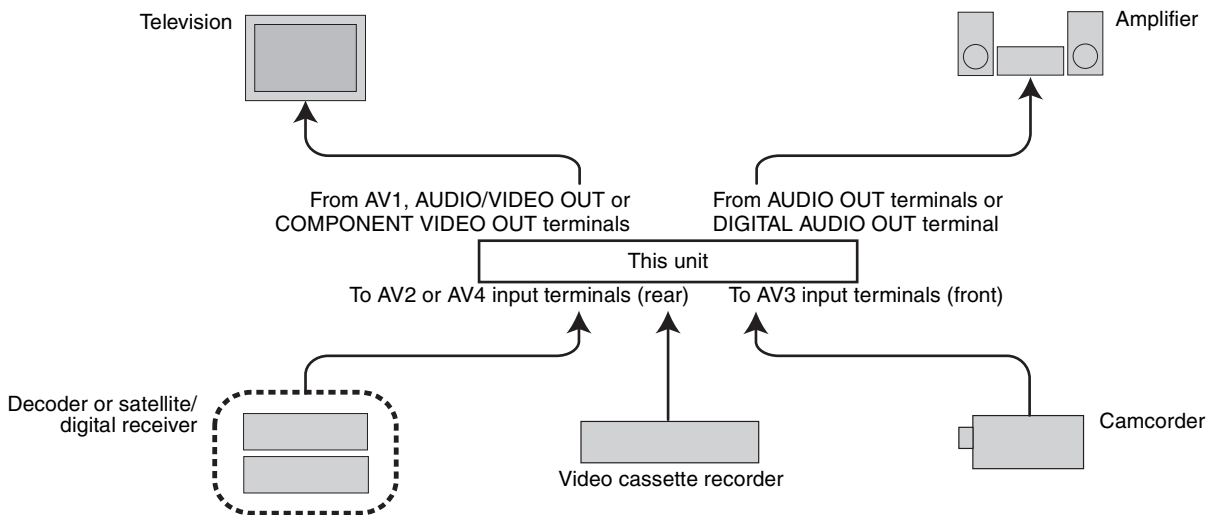 Television
Amplifier
From AV1, AUDIO/VIDEO OUT or
COMPONENT VIDEO OUT terminals
From AUDIO OUT terminals or
DIGITAL AUDIO OUT terminal
This unit
To AV2 or AV4 input terminals (rear)
To AV3 input terminals (front)
Decoder or satellite/
digital receiver
Video cassette recorder
Camcorder